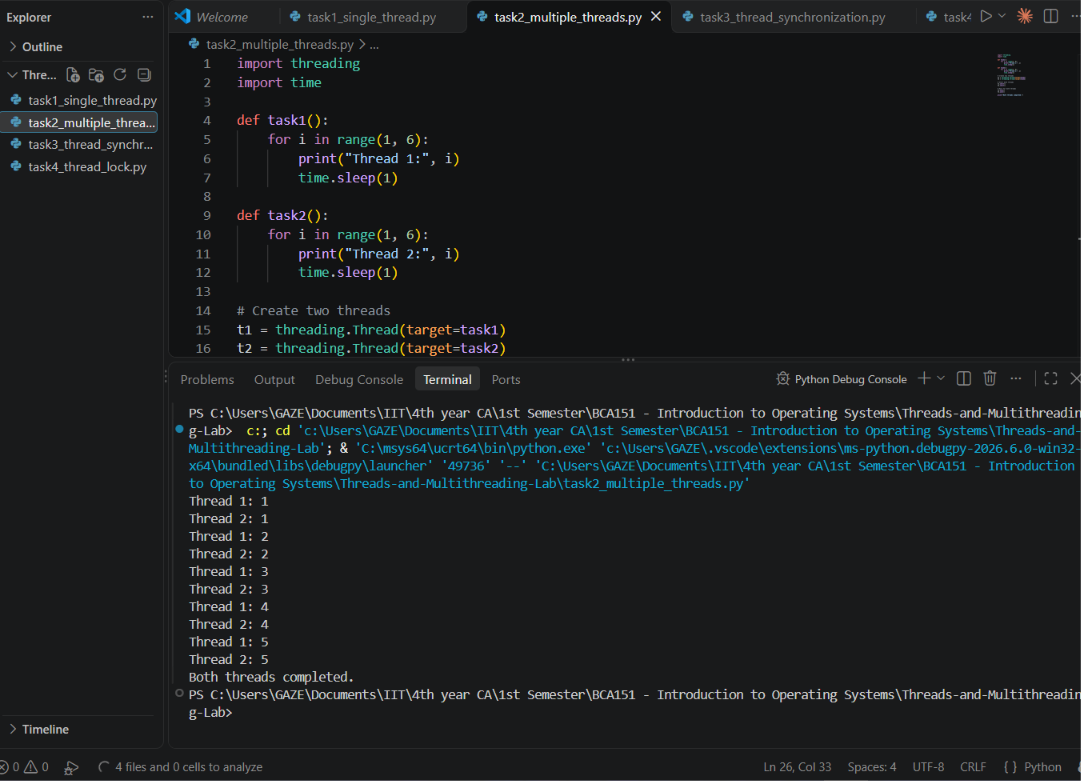 Explorer
Outline
Thre...
task1_single_thread.py
task2_multiple_threa...
task3_thread_synchr...
task4_thread_lock.py
Timeline
Welcome
task1_single_thread.py
task2_multiple_threads.py
task3_thread_synchronization.py
task4
task2_multiple_threads.py > ...
1 import threading
2 import time
3
4 def task1():
5 for i in range(1, 6):
6 print("Thread 1:", i)
7 time.sleep(1)
8
9 def task2():
10 for i in range(1, 6):
11 print("Thread 2:", i)
12 time.sleep(1)
13
14 # Create two threads
15 t1 = threading.Thread(target=task1)
16 t2 = threading.Thread(target=task2)
Problems Output Debug Console Terminal Ports
Python Debug Console
PS C:\Users\GAZE\Documents\IIT\4th year CA\1st Semester\BCA151 - Introduction to Operating Systems\Threads-and-Multithreadin
g-Lab> c:; cd 'c:\Users\GAZE\Documents\IIT\4th year CA\1st Semester\BCA151 - Introduction to Operating Systems\Threads-and-
Multithreading-Lab'; & 'C:\msys64\ucrt64\bin\python.exe' 'c:\Users\GAZE\.vscode\extensions\ms-python.debugpy-2026.6.0-win32-
x64\bundled\libs\debugpy\launcher' '49736' '--' 'C:\Users\GAZE\Documents\IIT\4th year CA\1st Semester\BCA151 - Introduction
to Operating Systems\Threads-and-Multithreading-Lab\task2_multiple_threads.py'
Thread 1: 1
Thread 2: 1
Thread 1: 2
Thread 2: 2
Thread 1: 3
Thread 2: 3
Thread 1: 4
Thread 2: 4
Thread 1: 5
Thread 2: 5
Both threads completed.
PS C:\Users\GAZE\Documents\IIT\4th year CA\1st Semester\BCA151 - Introduction to Operating Systems\Threads-and-Multithreadin
g-Lab>
0 0 4 files and 0 cells to analyze
Ln 26, Col 33 Spaces: 4 UTF-8 CRLF {} Python